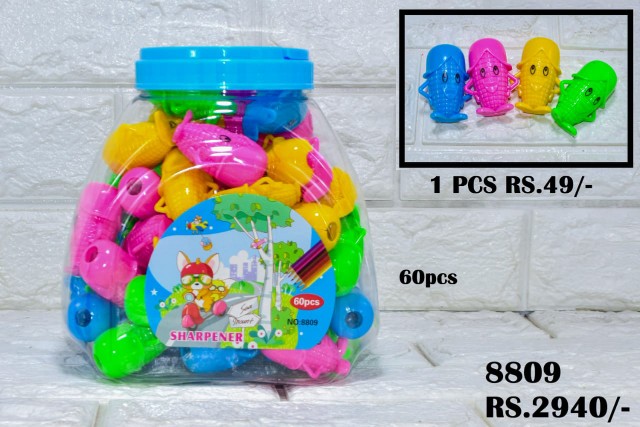 1 PCS RS.49/-
60pcs
60pcs
NO:8809
SHARPENER
8809
RS.2940/-